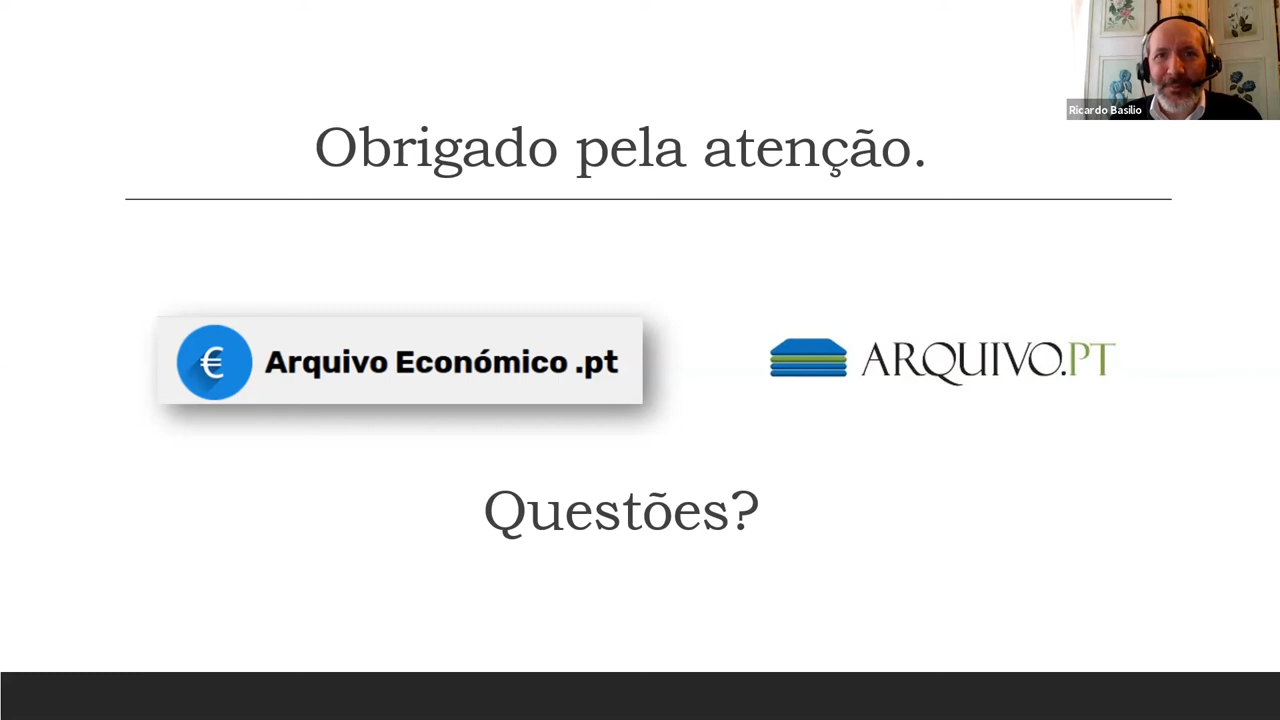 Ricardo Basílio
Obrigado pela atenção.
€ Arquivo Económico .pt
ARQUIVO.PT
Questões?